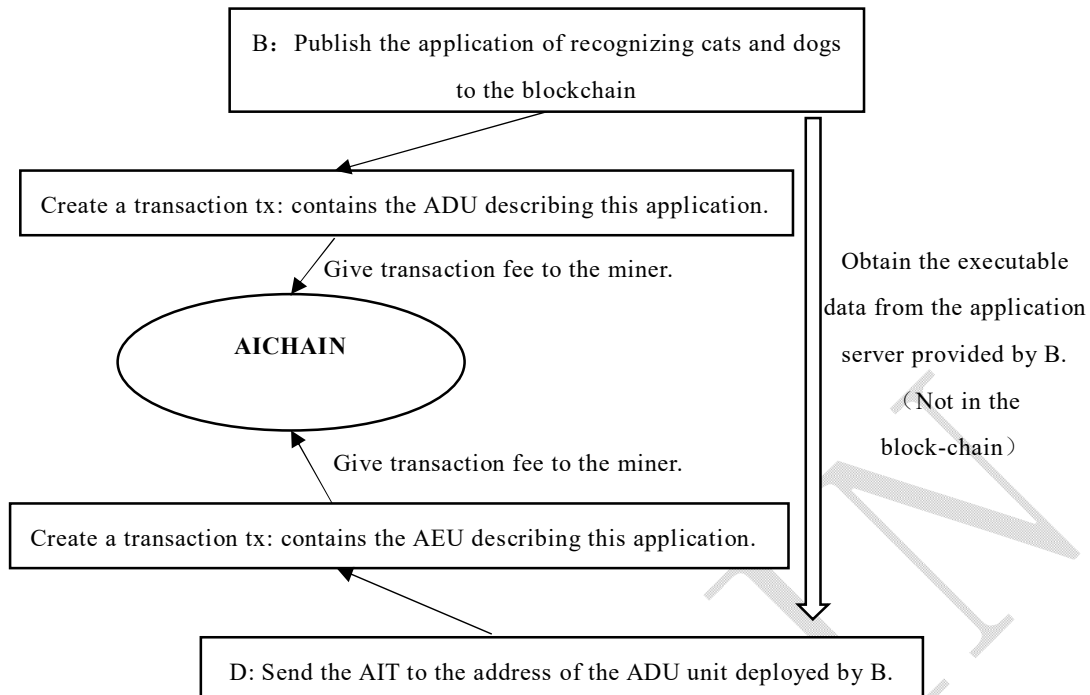 B：Publish the application of recognizing cats and dogs
to the blockchain
Create a transaction tx: contains the ADU describing this application.
Give transaction fee to the miner.
AICHAIN
Obtain the executable
data from the application
server provided by B.
（Not in the
block-chain）
Give transaction fee to the miner.
Create a transaction tx: contains the AEU describing this application.
D: Send the AIT to the address of the ADU unit deployed by B.